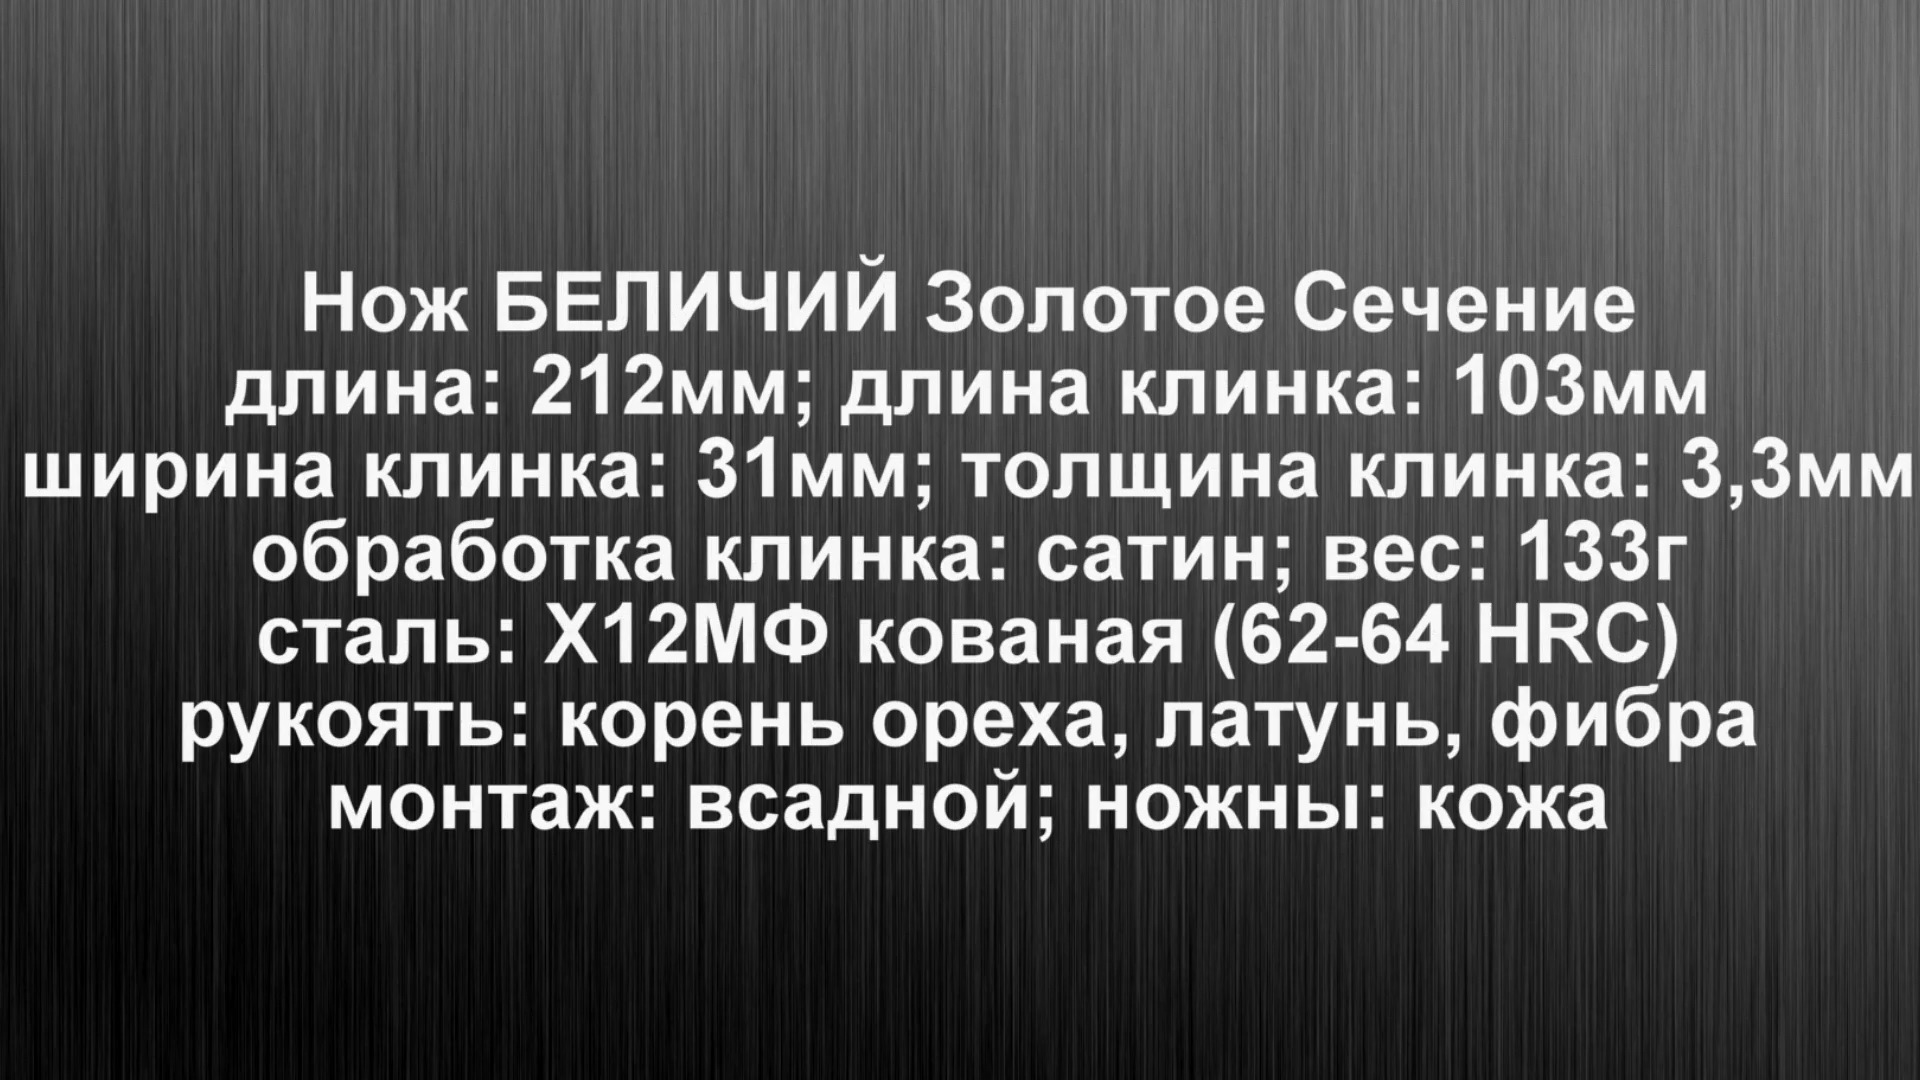 Нож БЕЛИЧИЙ Золотое Сечение
длина: 212мм; длина клинка: 103мм
ширина клинка: 31мм; толщина клинка: 3,3мм
обработка клинка: сатин; вес: 133г
сталь: Х12МФ кованая (62-64 HRC)
рукоять: корень ореха, латунь, фибра
монтаж: всадной; ножны: кожа